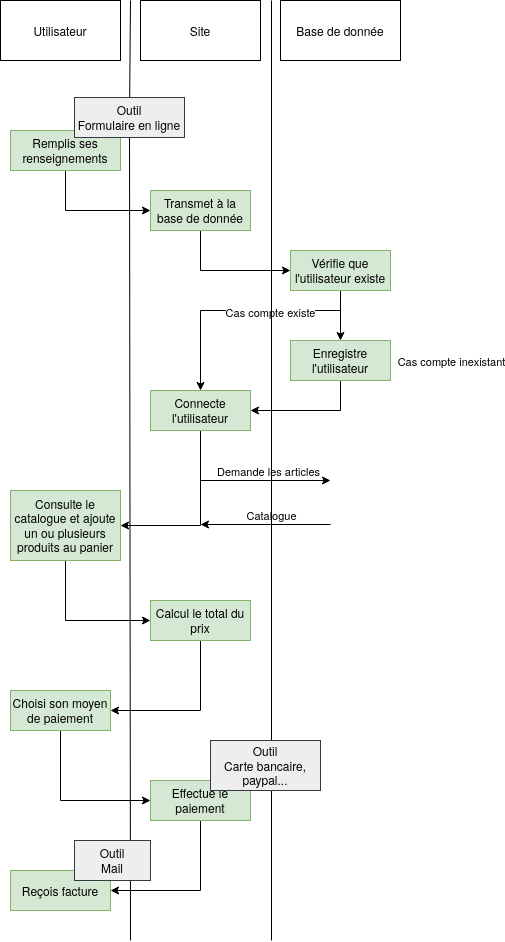 Utilisateur
Site
Base de donnée
Outil
Formulaire en ligne
Remplis ses
renseignements
Transmet à la
base de donnée
Vérifie que
l'utilisateur existe
Cas compte existe
Enregistre
l'utilisateur
Cas compte inexistant
Connecte
l'utilisateur
Demande les articles
Consulte le
catalogue et ajoute
un ou plusieurs
produits au panier
Catalogue
Calcul le total du
prix
Choisi son moyen
de paiement
Outil
Carte bancaire,
paypal...
Effectue le
paiement
Outil
Mail
Reçois facture